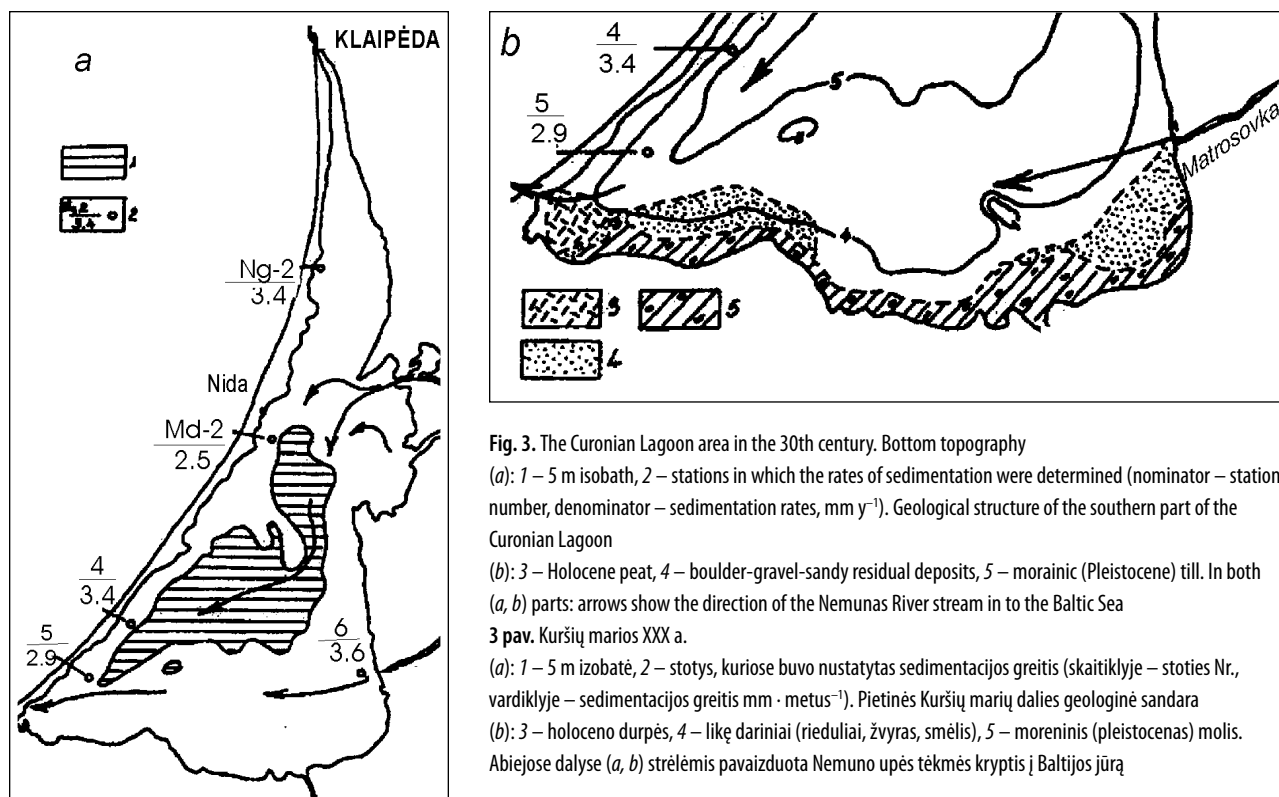 a
KLAIPĖDA
1
2
Ng-2
3.4
Nida
Md-2
2.5
4
3.4
5
2.9
6
3.6
b
4
3.4
5
5
2.9
Matrosovka
4
3
5
4
Fig. 3. The Curonian Lagoon area in the 30th century. Bottom topography
(a): 1 – 5 m isobath, 2 – stations in which the rates of sedimentation were determined (nominator – station
number, denominator – sedimentation rates, mm y⁻¹). Geological structure of the southern part of the
Curonian Lagoon
(b): 3 – Holocene peat, 4 – boulder-gravel-sandy residual deposits, 5 – morainic (Pleistocene) till. In both
(a, b) parts: arrows show the direction of the Nemunas River stream in to the Baltic Sea
3 pav. Kuršių marios XXX a.
(a): 1 – 5 m izobatė, 2 – stotys, kuriose buvo nustatytas sedimentacijos greitis (skaitiklyje – stoties Nr.,
vardiklyje – sedimentacijos greitis mm · metus⁻¹). Pietinės Kuršių marių dalies geologinė sandara
(b): 3 – holoceno durpės, 4 – likę dariniai (rieduliai, žvyras, smėlis), 5 – moreninis (pleistocenas) molis.
Abiejose dalyse (a, b) strėlėmis pavaizduota Nemuno upės tėkmės kryptis į Baltijos jūrą